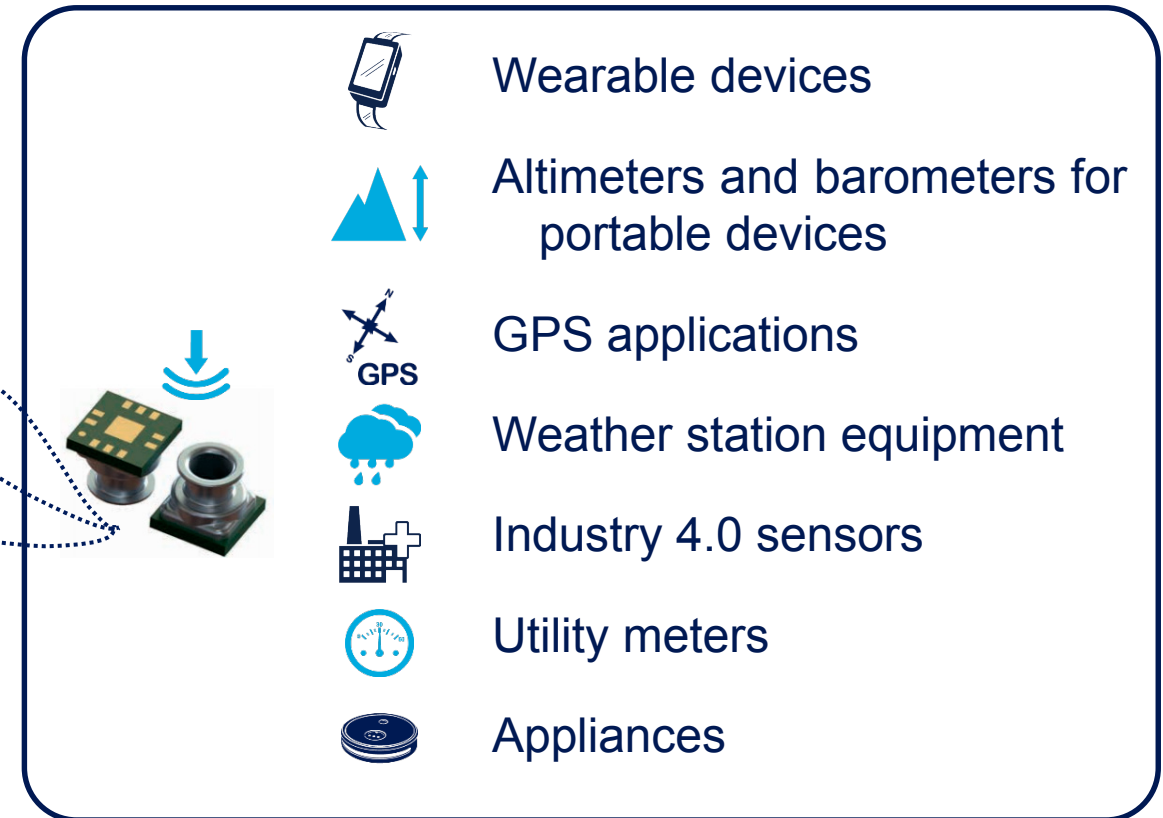 Wearable devices
Altimeters and barometers for
portable devices
N
S
GPS
GPS applications
Weather station equipment
Industry 4.0 sensors
Utility meters
Appliances